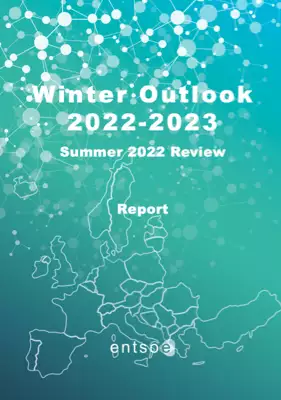 Winter Outlook
2022-2023
Summer 2022 Review
Report
entsoe